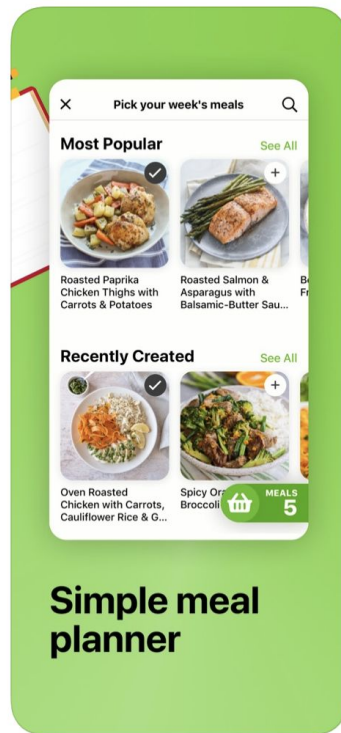 Pick your week's meals
Most Popular
See All
Roasted Paprika
Chicken Thighs with
Carrots & Potatoes
Roasted Salmon &
Asparagus with
Balsamic-Butter Sau...
Recently Created
See All
Oven Roasted
Chicken with Carrots,
Cauliflower Rice & G...
Spicy
Broccoli
MEALS
5
Simple meal
planner